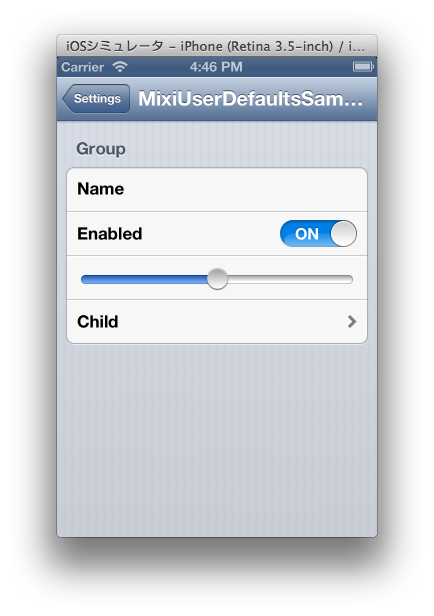 iOSシミュレータ – iPhone (Retina 3.5-inch) / i...
Carrier 4:46 PM
Settings MixiUserDefaultsSam...
Group
Name
Enabled ON
Child